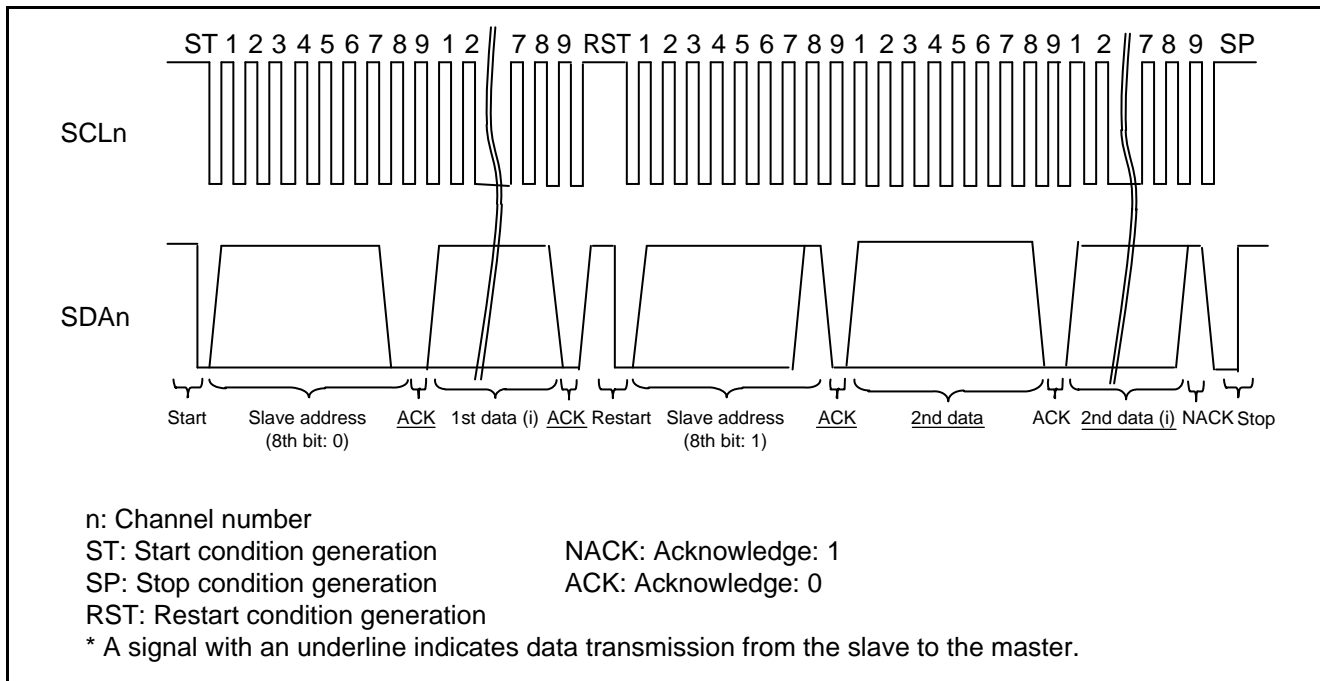 ST 1 2 3 4 5 6 7 8 9 1 2 7 8 9 RST 1 2 3 4 5 6 7 8 9 1 2 3 4 5 6 7 8 9 1 2 7 8 9 SP
SCLn
SDAn
Start Slave address ACK 1st data (i) ACK Restart Slave address ACK 2nd data ACK 2nd data (i) NACK Stop
(8th bit: 0) (8th bit: 1)
n: Channel number
ST: Start condition generation NACK: Acknowledge: 1
SP: Stop condition generation ACK: Acknowledge: 0
RST: Restart condition generation
* A signal with an underline indicates data transmission from the slave to the master.